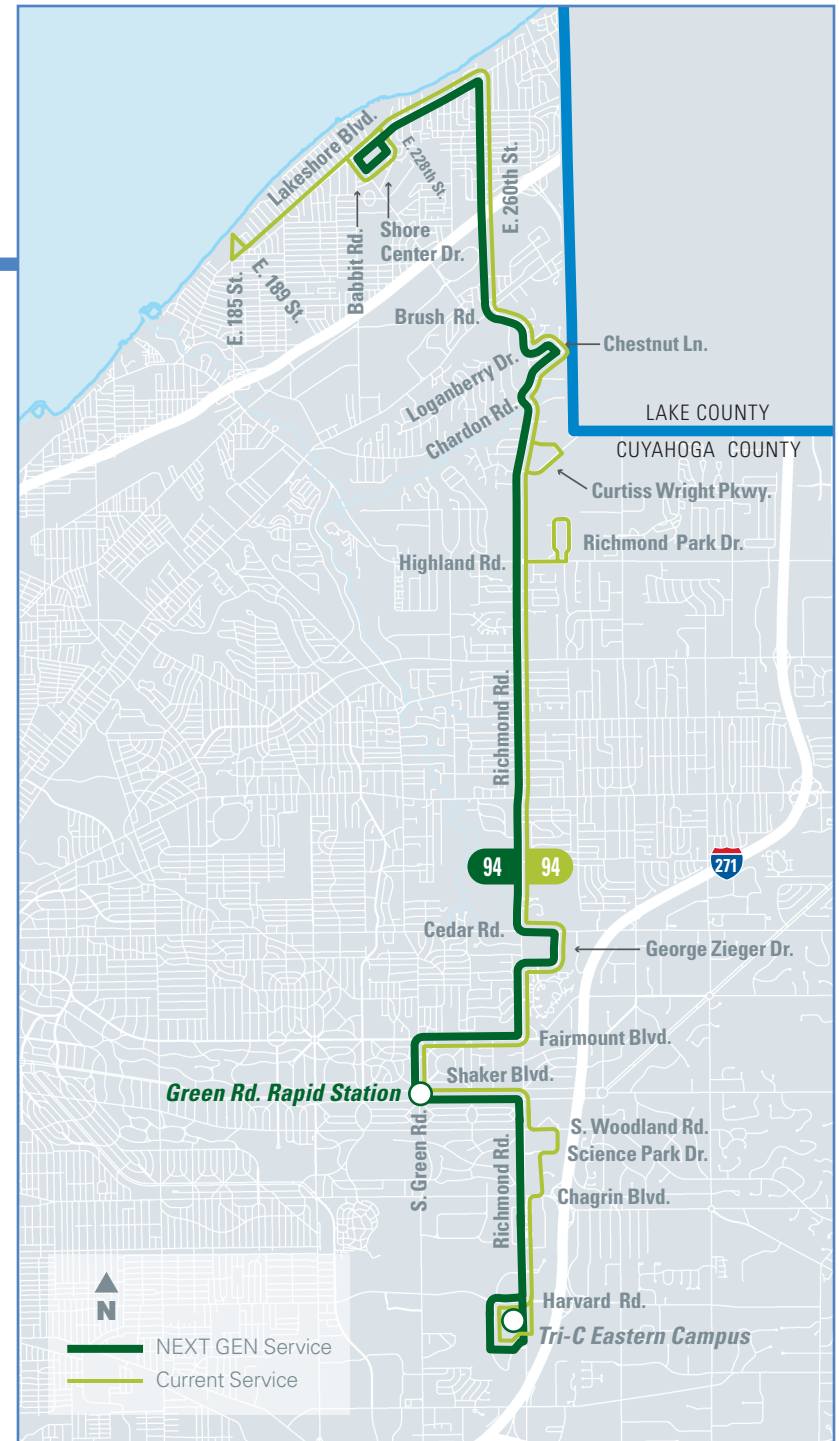 Lakeshore Blvd.
E. 228th St.
E. 260th St.
Babbit Rd.
Shore
Center Dr.
E. 185 St.
E. 189 St.
Brush Rd.
Chestnut Ln.
Loganberry Dr.
Chardon Rd.
LAKE COUNTY
CUYAHOGA COUNTY
Curtiss Wright Pkwy.
Richmond Park Dr.
Highland Rd.
Richmond Rd.
94
94
271
Cedar Rd.
George Zieger Dr.
Fairmount Blvd.
Shaker Blvd.
Green Rd. Rapid Station
S. Green Rd.
S. Woodland Rd.
Science Park Dr.
Richmond Rd.
Chagrin Blvd.
Harvard Rd.
Tri-C Eastern Campus
N
NEXT GEN Service
Current Service